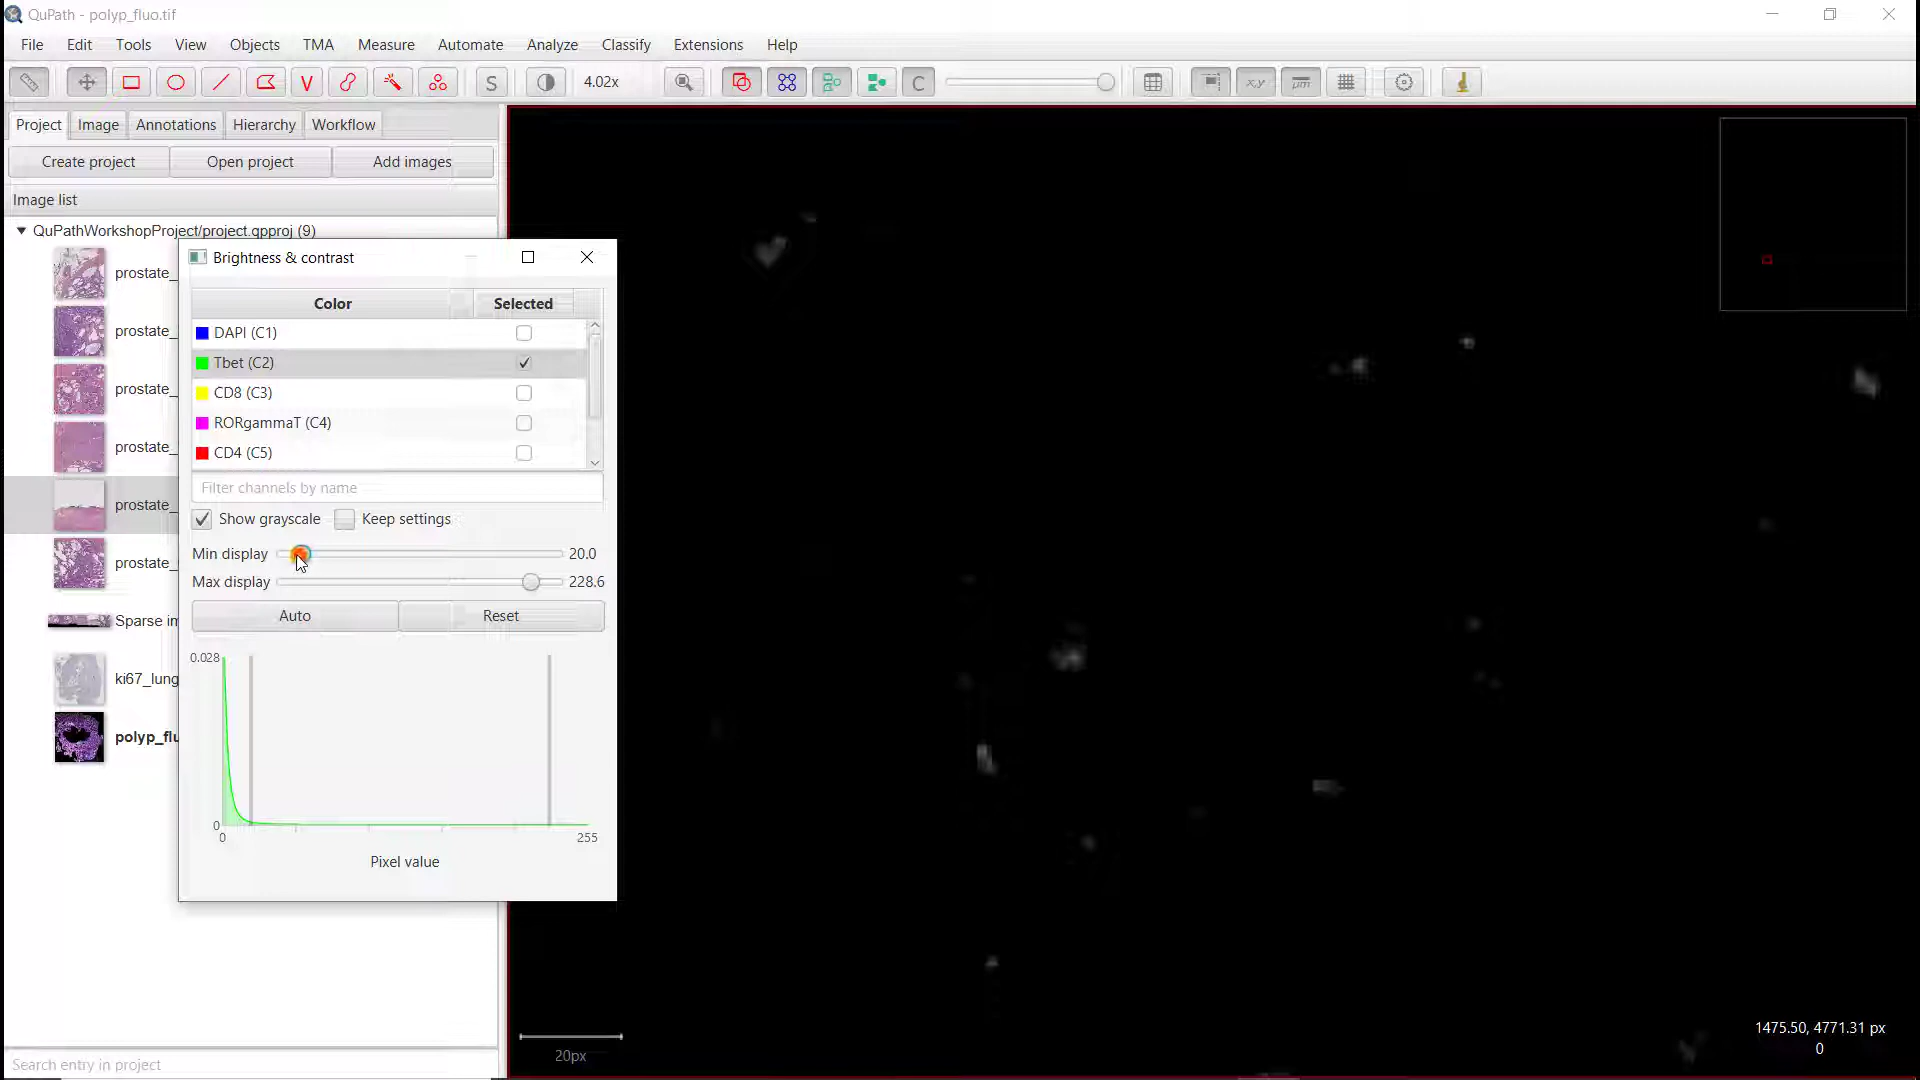 QuPath - polyp_fluo.tif
File Edit Tools View Objects TMA Measure Automate Analyze Classify Extensions Help
V S 4.02x C x,y μm
Project Image Annotations Hierarchy Workflow
Create project Open project Add images
Image list
QuPathWorkshopProject/project.qpproj (9)
prostate_
prostate_
prostate_
prostate_
prostate_
prostate_
Sparse im
ki67_lung
polyp_flu
Brightness & contrast
Color Selected
DAPI (C1)
Tbet (C2)
CD8 (C3)
RORgammaT (C4)
CD4 (C5)
Filter channels by name
Show grayscale Keep settings
Min display 20.0
Max display 228.6
Auto Reset
0.028
0
0 255
Pixel value
Search entry in project
20px
1475.50, 4771.31 px
0